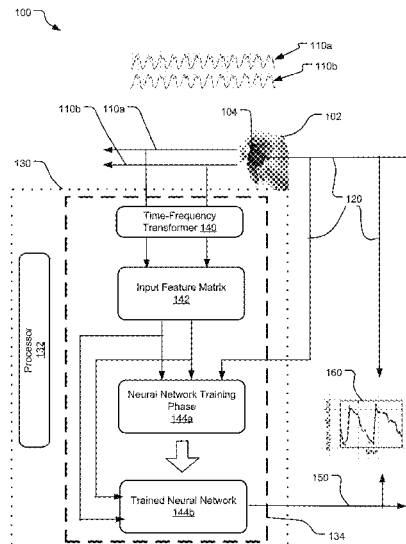 100
110a
110b
110b
110a
104
102
130
120
Time-Frequency
Transformer 140
Input Feature Matrix
142
Processor
132
Neural Network Training
Phase
144a
160
150
Trained Neural Network
144b
134